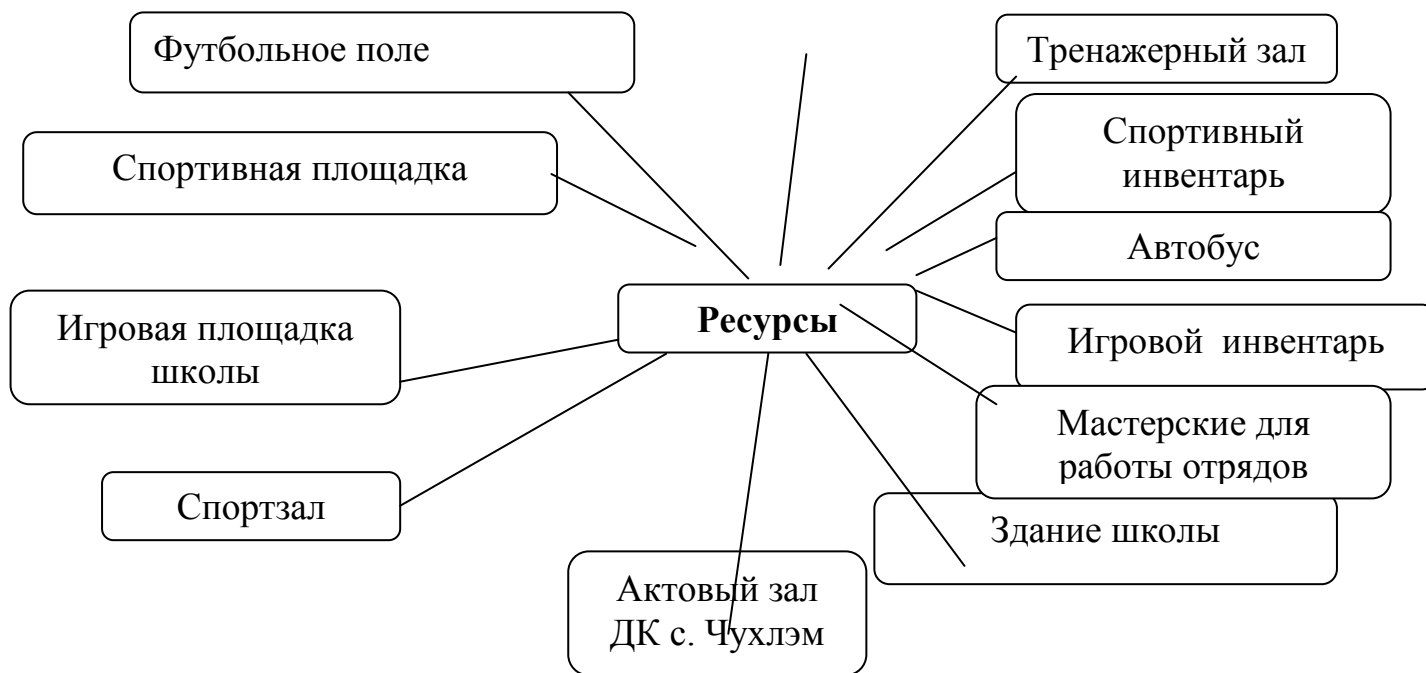 Футбольное поле
Тренажерный зал
Спортивная площадка
Спортивный
инвентарь
Автобус
Ресурсы
Игровая площадка
школы
Игровой инвентарь
Мастерские для
работы отрядов
Спортзал
Здание школы
Актовый зал
ДК с. Чухлэм